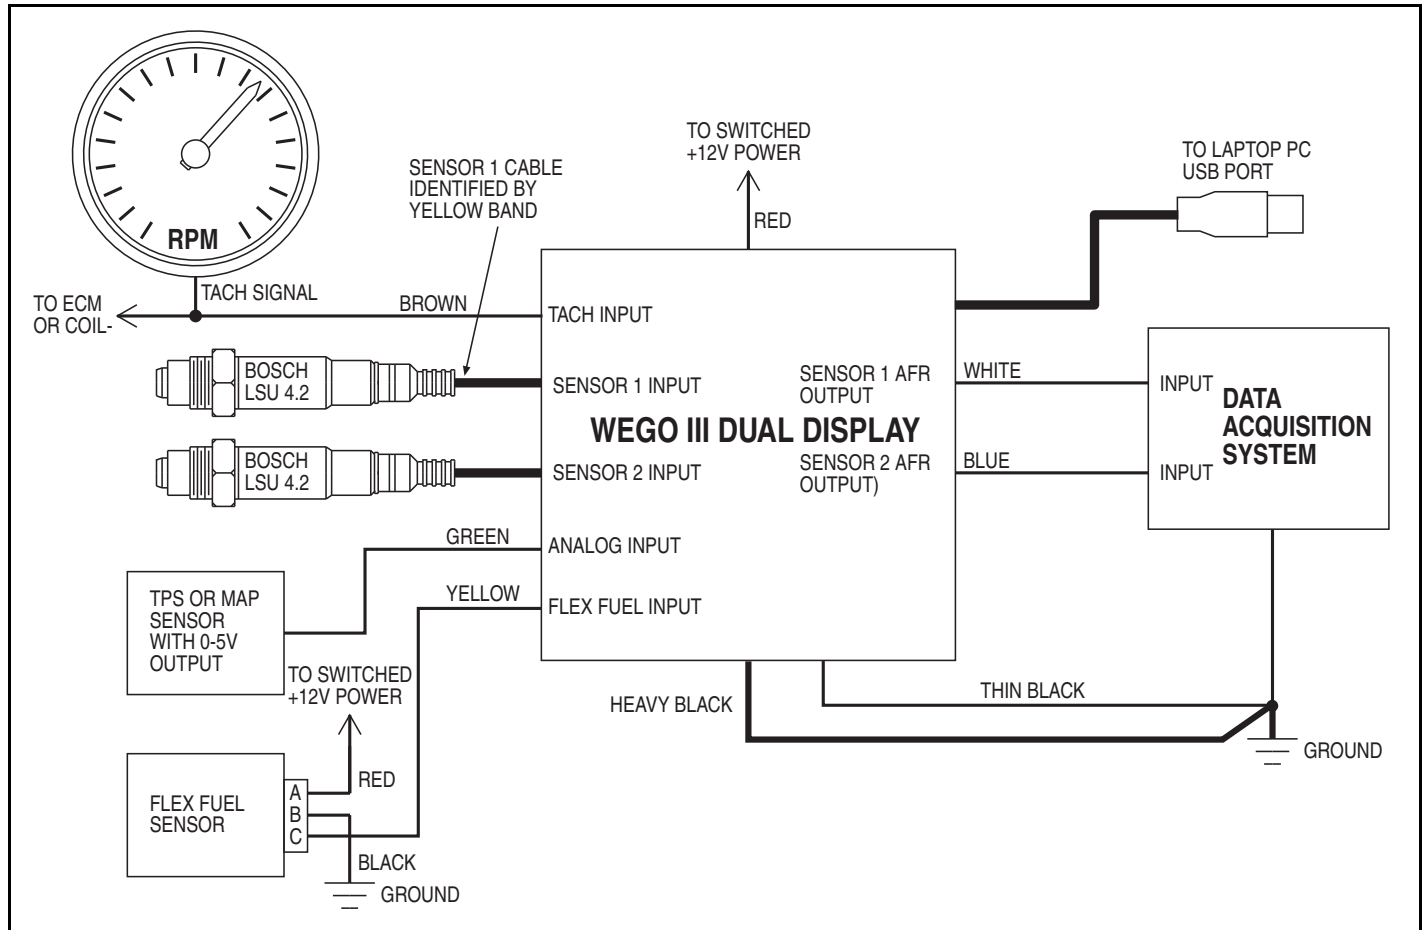 RPM
TACH SIGNAL
TO ECM
OR COIL-
BROWN
SENSOR 1 CABLE
IDENTIFIED BY
YELLOW BAND
TO SWITCHED
+12V POWER
RED
TO LAPTOP PC
USB PORT
TACH INPUT
BOSCH
LSU 4.2
SENSOR 1 INPUT
SENSOR 1 AFR
OUTPUT
WHITE
INPUT
DATA
ACQUISITION
SYSTEM
WEGO III DUAL DISPLAY
BOSCH
LSU 4.2
SENSOR 2 INPUT
SENSOR 2 AFR
OUTPUT)
BLUE
INPUT
GREEN
ANALOG INPUT
YELLOW
FLEX FUEL INPUT
TPS OR MAP
SENSOR
WITH 0-5V
OUTPUT
TO SWITCHED
+12V POWER
HEAVY BLACK
THIN BLACK
GROUND
FLEX FUEL
SENSOR
A
B
C
RED
BLACK
GROUND